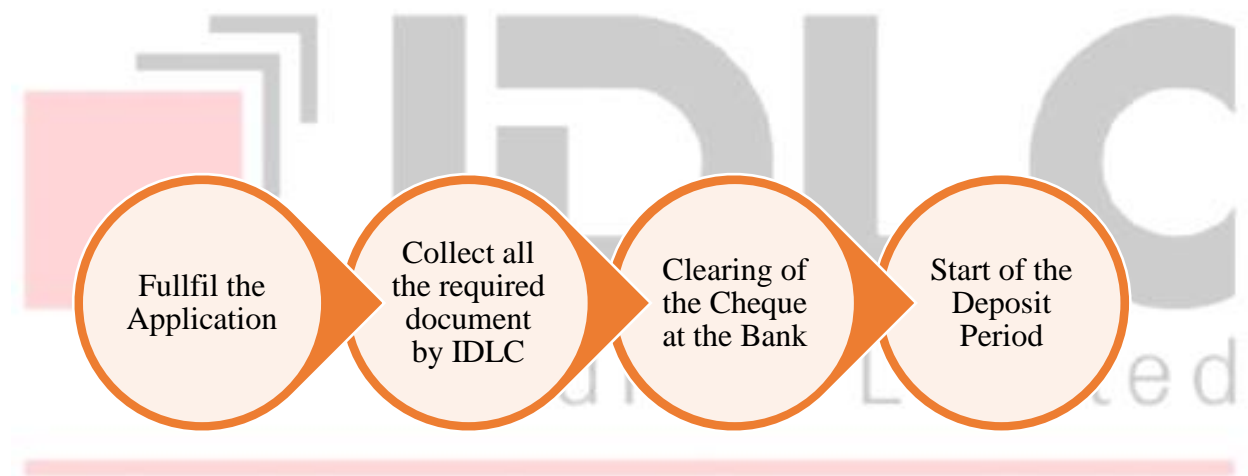 IDLC
Fullfil the
Application
Collect all
the required
document
by IDLC
Clearing of
the Cheque
at the Bank
Start of the
Deposit
Period